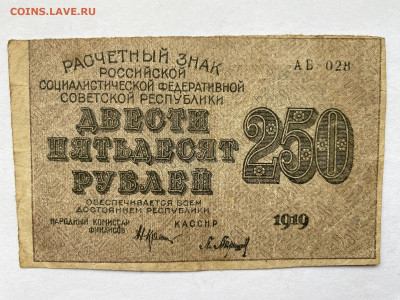 COINS.LAVE.RU
РАСЧЕТНЫЙ ЗНАК
РОССИЙСКОЙ
СОЦИАЛИСТИЧЕСКОЙ ФЕДЕРАТИВНОЙ
СОВЕТСКОЙ РЕСПУБЛИКИ
АБ-028
ДВЕСТИ
ПЯТЬДЕСЯТ
РУБЛЕЙ
250
ОБЕСПЕЧИВАЕТСЯ ВСЕМ
ДОСТОЯНИЕМ РЕСПУБЛИКИ
НАРОДНЫЙ КОМИССАР
ФИНАНСОВ
КАССИР
1919